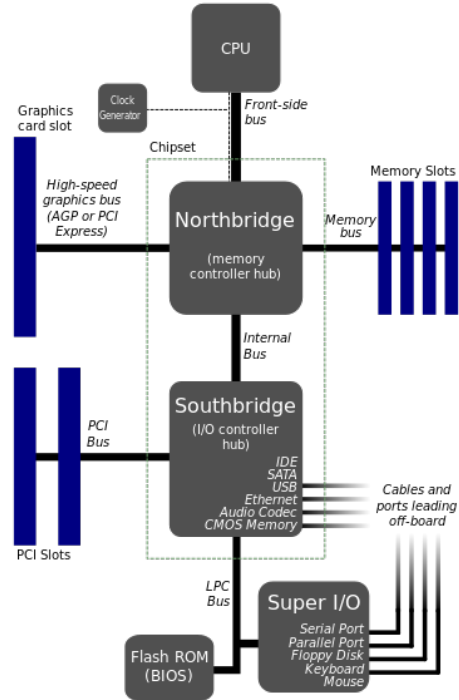 CPU
Clock
Generator
Front-side
bus
Graphics
card slot
Chipset
High-speed
graphics bus
(AGP or PCI
Express)
Northbridge
(memory
controller hub)
Memory Slots
Memory
bus
Internal
Bus
Southbridge
(I/O controller
hub)
PCI
Bus
IDE
SATA
USB
Ethernet
Audio Codec
CMOS Memory
Cables and
ports leading
off-board
PCI Slots
LPC
Bus
Super I/O
Serial Port
Parallel Port
Floppy Disk
Keyboard
Mouse
Flash ROM
(BIOS)